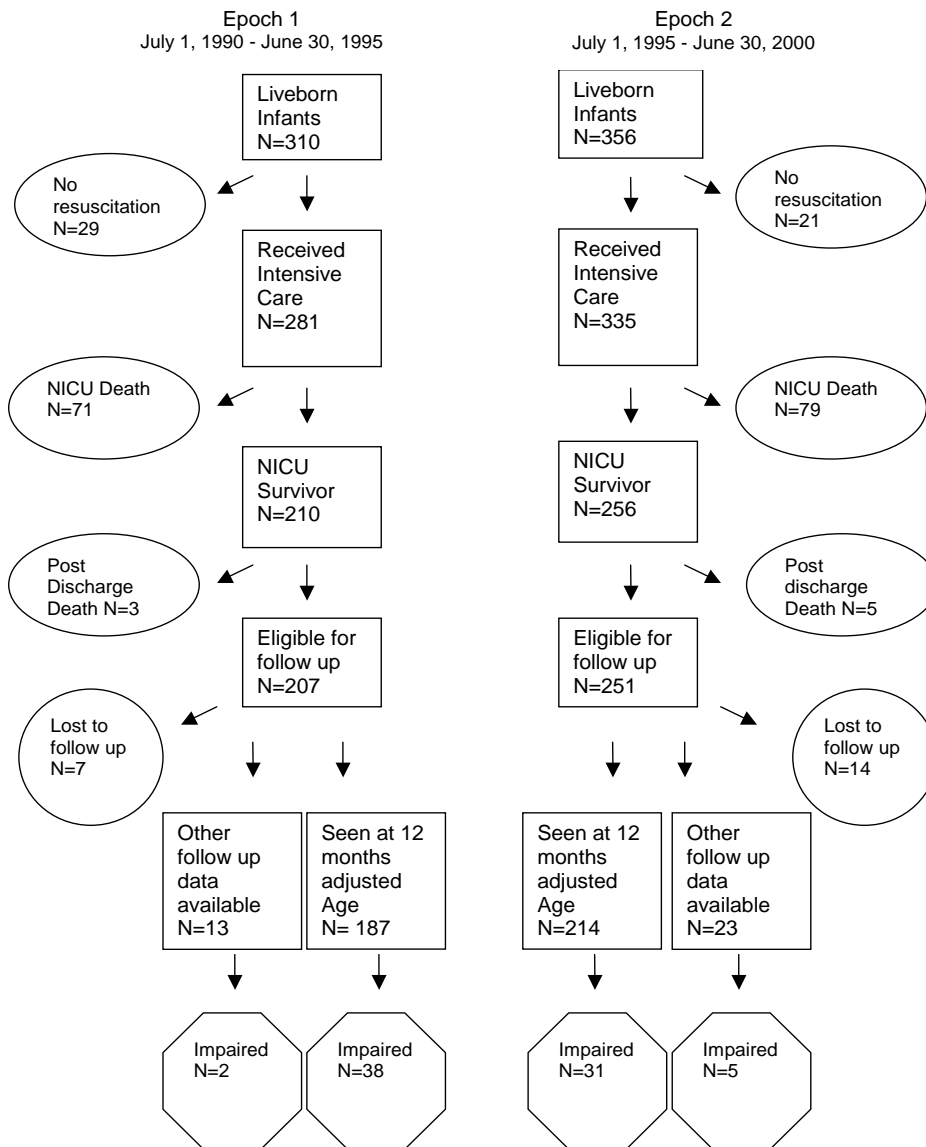 Epoch 1
July 1, 1990 - June 30, 1995
Epoch 2
July 1, 1995 - June 30, 2000
Liveborn
Infants
N=310
Liveborn
Infants
N=356
No
resuscitation
N=29
No
resuscitation
N=21
Received
Intensive
Care
N=281
Received
Intensive
Care
N=335
NICU Death
N=71
NICU Death
N=79
NICU
Survivor
N=210
NICU
Survivor
N=256
Post
Discharge
Death N=3
Post
discharge
Death N=5
Eligible for
follow up
N=207
Eligible for
follow up
N=251
Lost to
follow up
N=7
Lost to
follow up
N=14
Other
follow up
data
available
N=13
Seen at 12
months
adjusted
Age
N= 187
Seen at 12
months
adjusted
Age
N=214
Other
follow up
data
available
N=23
Impaired
N=2
Impaired
N=38
Impaired
N=31
Impaired
N=5